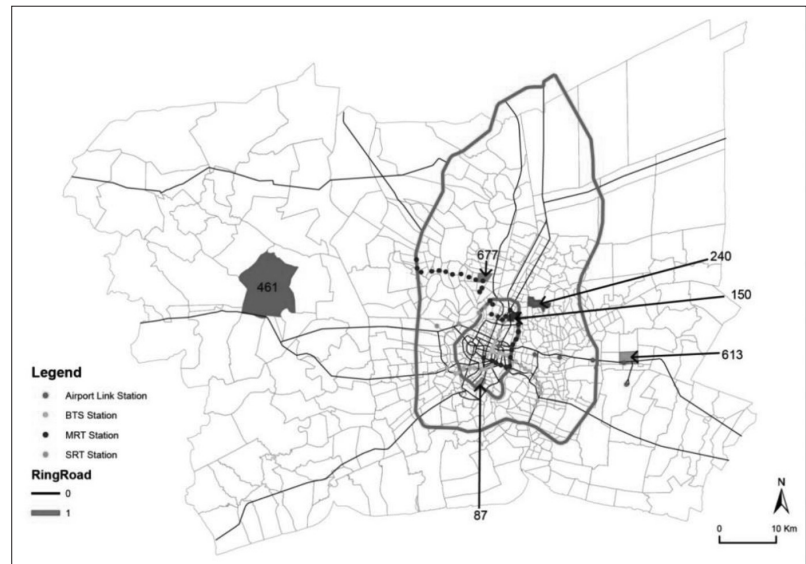 677
240
461
150
613
Legend
Airport Link Station
BTS Station
MRT Station
SRT Station
RingRoad
0
1
87
N
0 10 Km